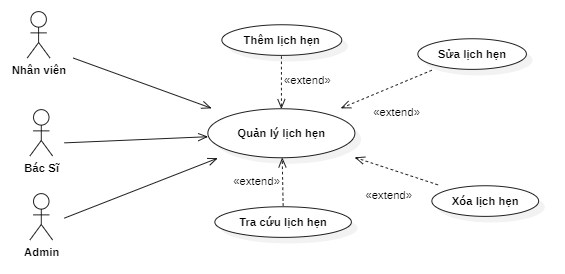 Thêm lịch hẹn
Sửa lịch hẹn
Nhân viên
«extend»
«extend»
Quản lý lịch hẹn
Bác Sĩ
«extend»
«extend»
Xóa lịch hẹn
Tra cứu lịch hẹn
Admin